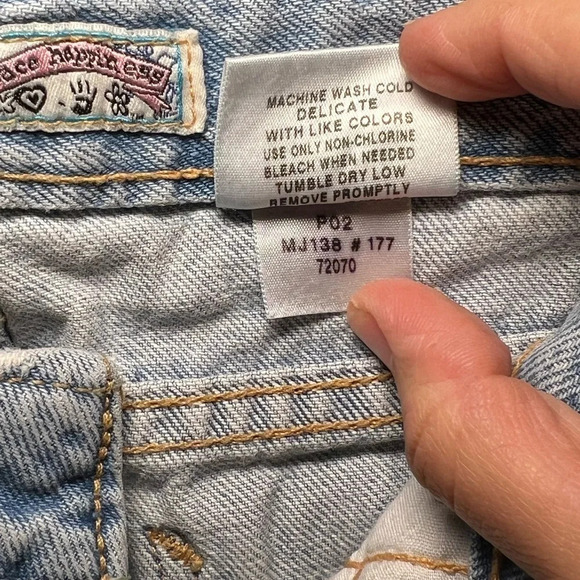 happiness
MACHINE WASH COLD
DELICATE
WITH LIKE COLORS
USE ONLY NON-CHLORINE
BLEACH WHEN NEEDED
TUMBLE DRY LOW
REMOVE PROMPTLY
P02
MJ138 # 177
72070